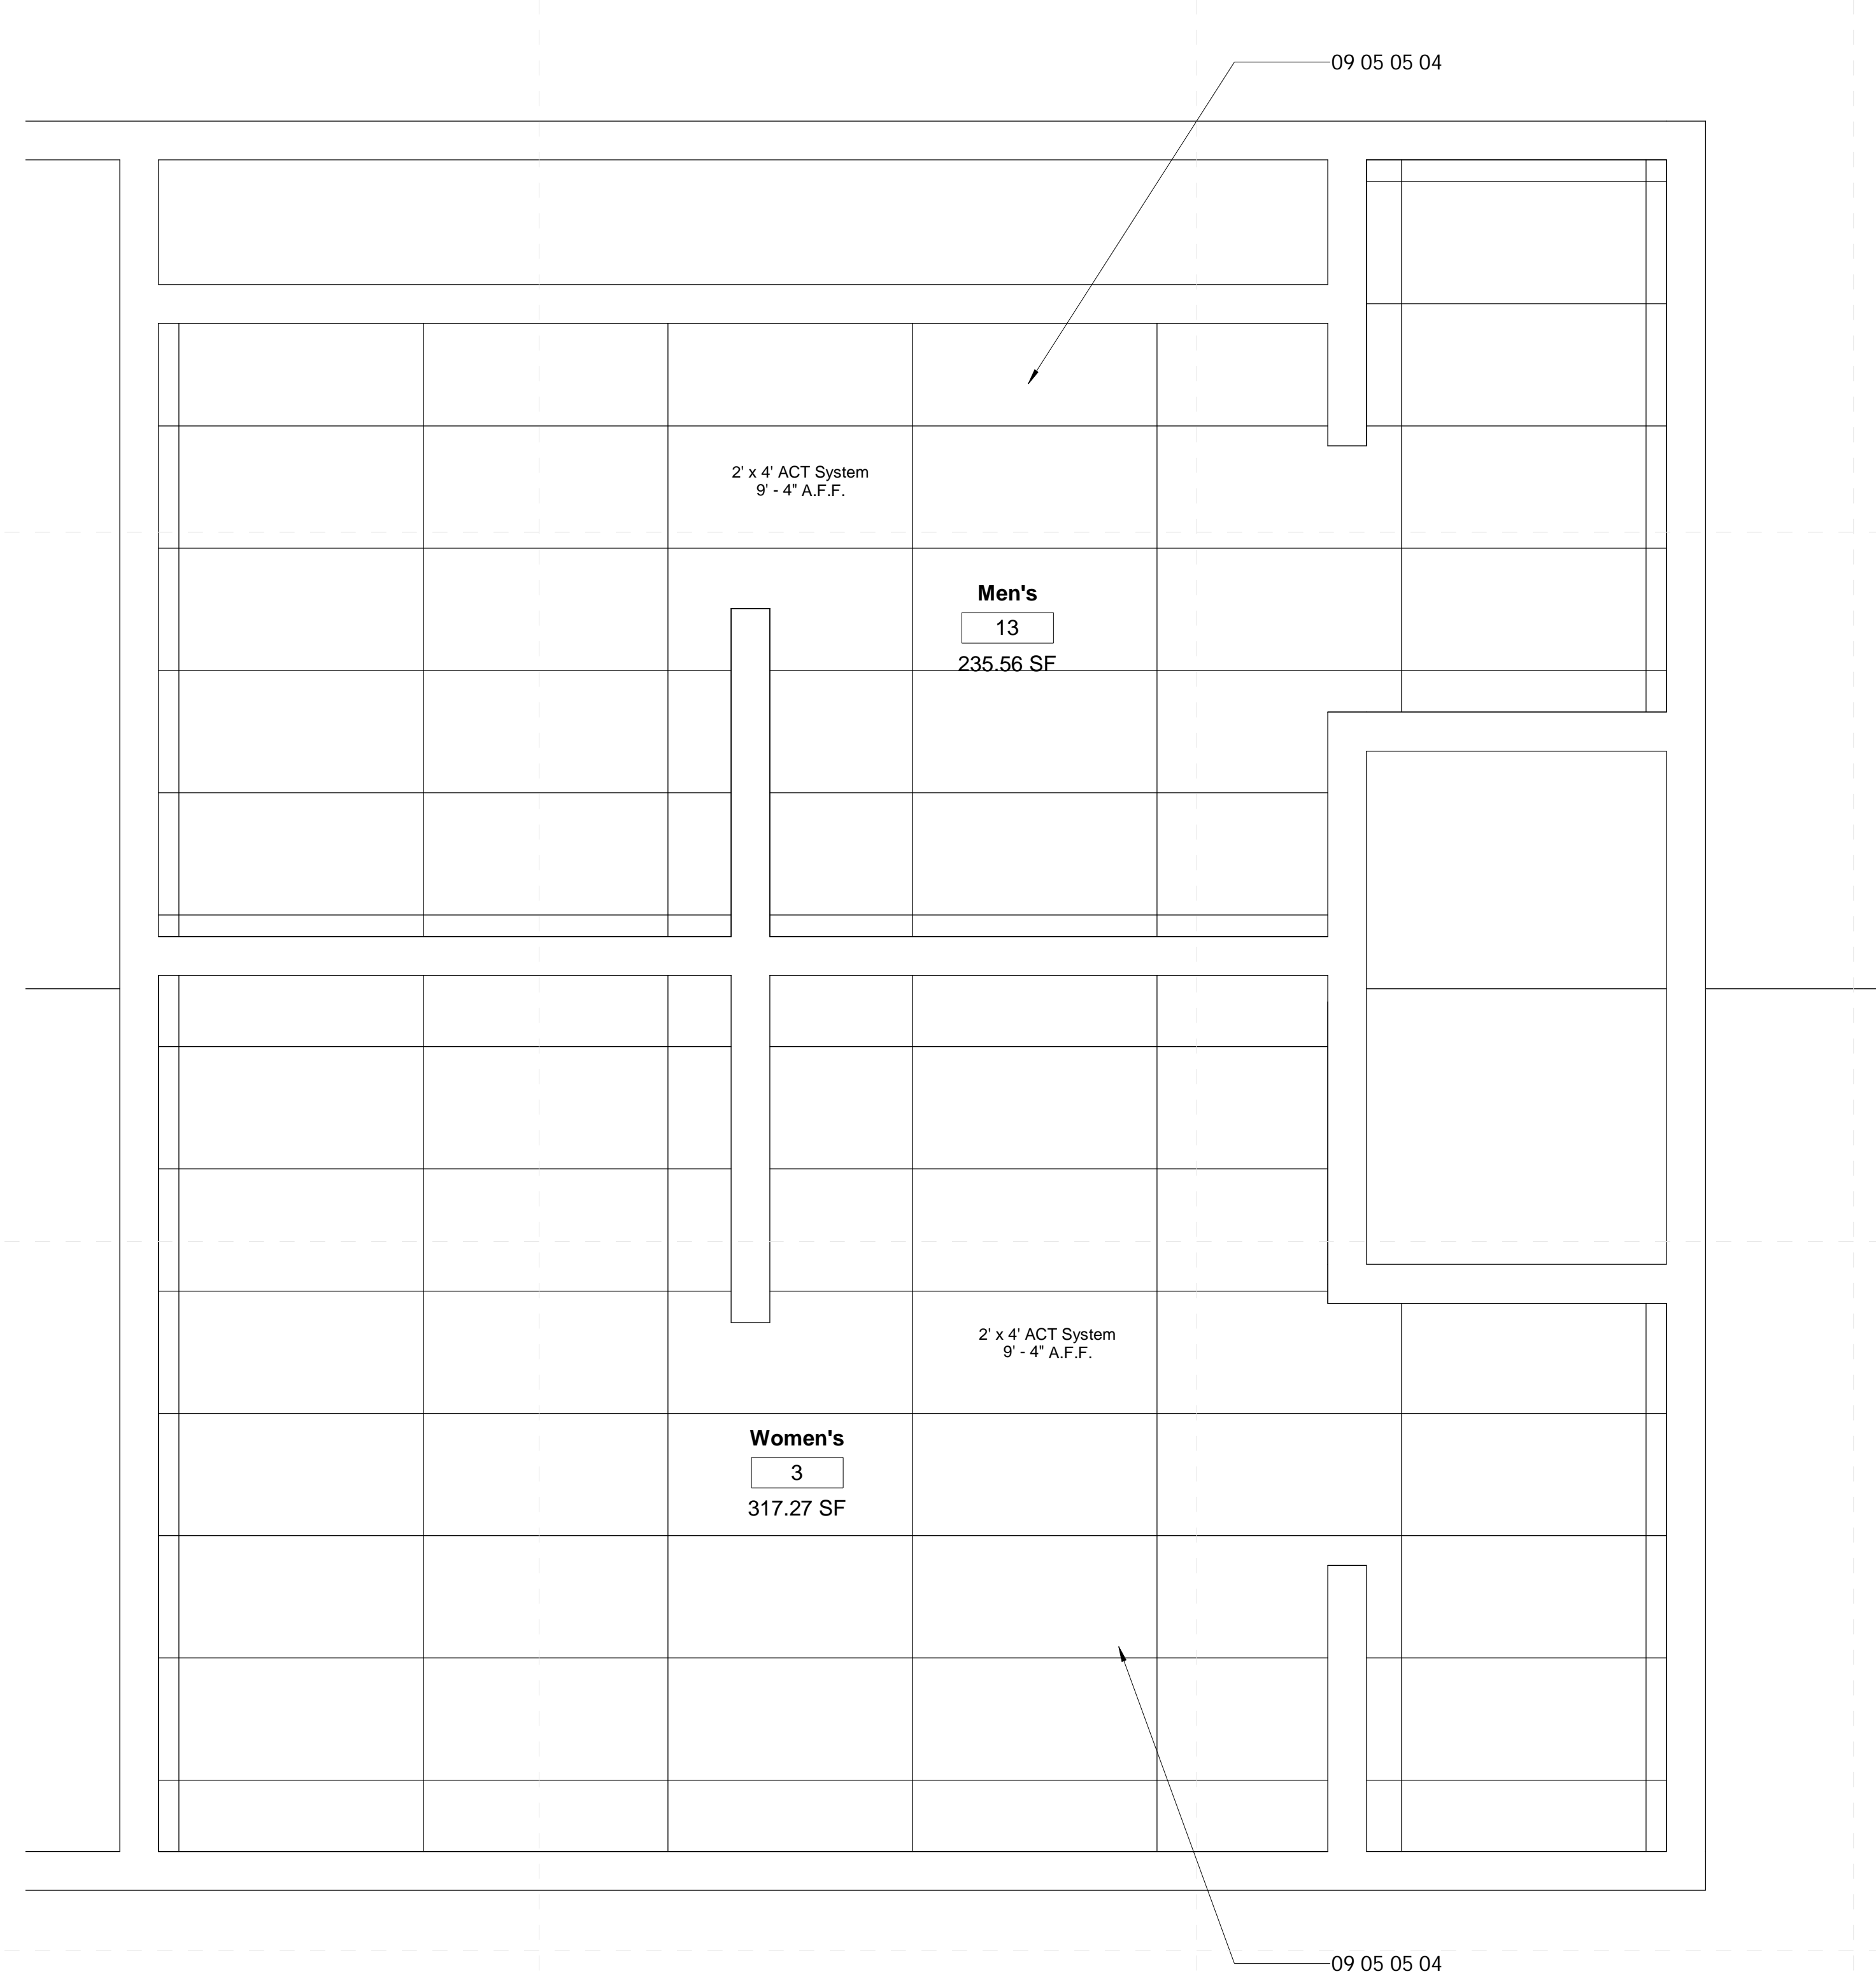 09 05 05 04
2' x 4' ACT System
9' - 4" A.F.F.
Men's
13
235.56 SF
2' x 4' ACT System
9' - 4" A.F.F.
Women's
3
317.27 SF
09 05 05 04